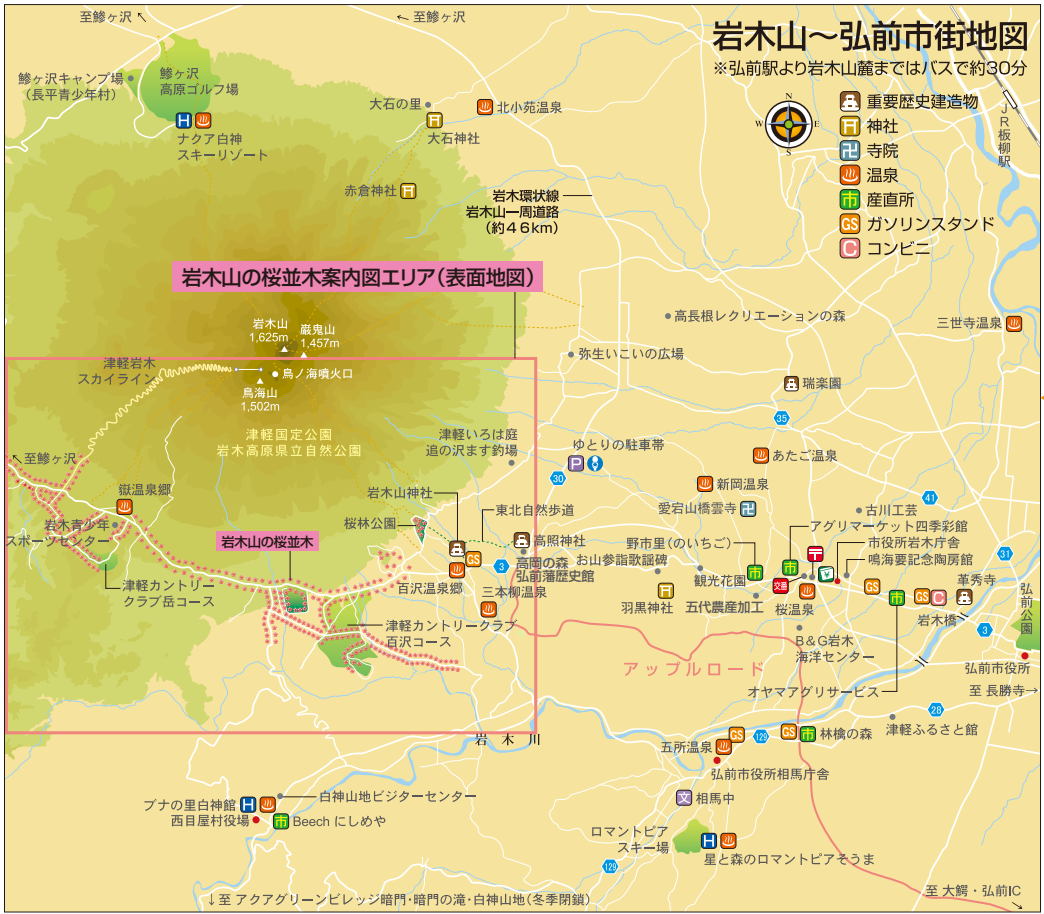 至鰺ヶ沢
至鰺ヶ沢
岩木山～弘前市街地図
※弘前駅より岩木山麓まではバスで約30分
N
W
E
S
重要歴史建造物
神社
卍
寺院
温泉
市
産直所
GS
ガソリンスタンド
C
コンビニ
JR板柳駅
鰺ヶ沢キャンプ場
（長平青少年村）
鰺ヶ沢
高原ゴルフ場
H
ナクア白神
スキーリゾート
大石の里
大石神社
北小苑温泉
赤倉神社
岩木環状線
岩木山一周道路
（約46km）
岩木山の桜並木案内図エリア（表面地図）
岩木山
1,625m
巌鬼山
1,457m
鳥ノ海噴火口
鳥海山
1,502m
津軽岩木
スカイライン
高長根レクリエーションの森
三世寺温泉
弥生いこいの広場
瑞楽園
35
津軽国定公園
岩木高原県立自然公園
津軽いろは庭
追の沢ます釣場
ゆとりの駐車帯
P
30
あたご温泉
新岡温泉
愛宕山橋雲寺
卍
41
古川工芸
アグリマーケット四季彩館
市役所岩木庁舎
鳴海要記念陶房館
31
至鰺ヶ沢
嶽温泉郷
岩木青少年
スポーツセンター
岩木山神社
桜林公園
東北自然歩道
高照神社
高岡の森
弘前藩歴史館
岩木山の桜並木
GS
3
百沢温泉郷
三本柳温泉
野市里（のいちご）
お山参詣歌謡碑
市
市
〒
交番
観光花園
羽黒神社
五代農産加工
桜温泉
GS
市
GS
C
革秀寺
岩木橋
3
弘前公園
津軽カントリー
クラブ岳コース
津軽カントリークラブ
百沢コース
B＆G岩木
海洋センター
アップルロード
弘前市役所
オヤマアグリサービス
至 長勝寺→
28
津軽ふるさと館
岩木川
五所温泉
GS
129
GS
市
林檎の森
弘前市役所相馬庁舎
文
相馬中
ブナの里白神館
H
白神山地ビジターセンター
西目屋村役場
市
Beech にしめや
ロマントピア
スキー場
H
星と森のロマントピアそうま
129
↓至 アクアグリーンビレッジ暗門・暗門の滝・白神山地（冬季閉鎖）
至 大鰐・弘前IC